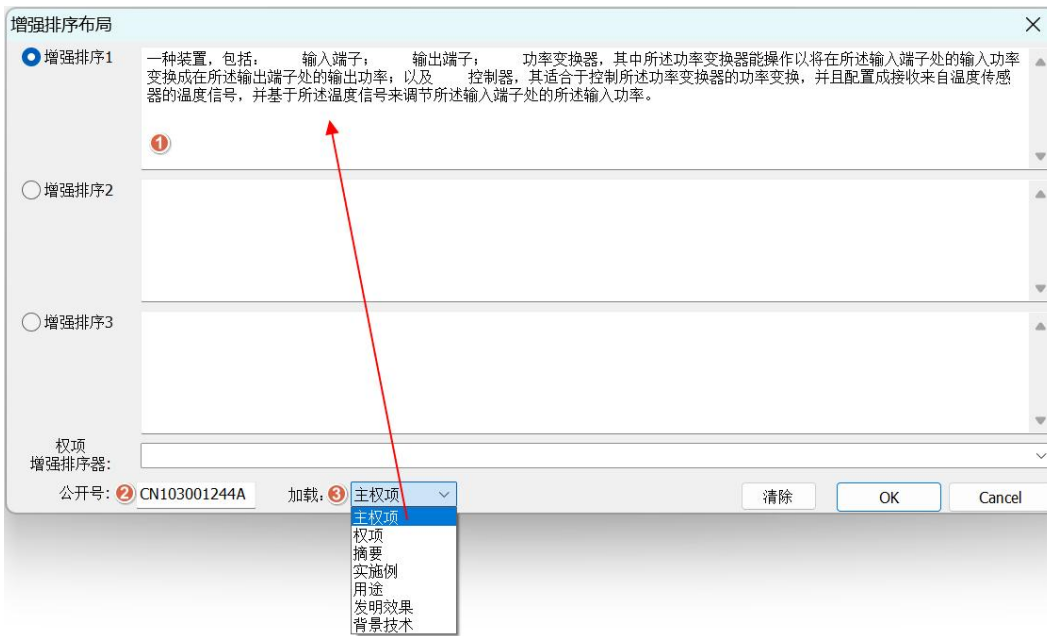 增强排序布局
增强排序1
一种装置，包括： 输入端子； 输出端子； 功率变换器，其中所述功率变换器能操作以将在所述输入端子处的输入功率
变换成在所述输出端子处的输出功率；以及 控制器，其适合于控制所述功率变换器的功率变换，并且配置成接收来自温度传感
器的温度信号，并基于所述温度信号来调节所述输入端子处的所述输入功率。
1
增强排序2
增强排序3
权项
增强排序器:
公开号: 2 CN103001244A 加载: 3 主权项 清除 OK Cancel
主权项
权项
摘要
实施例
用途
发明效果
背景技术